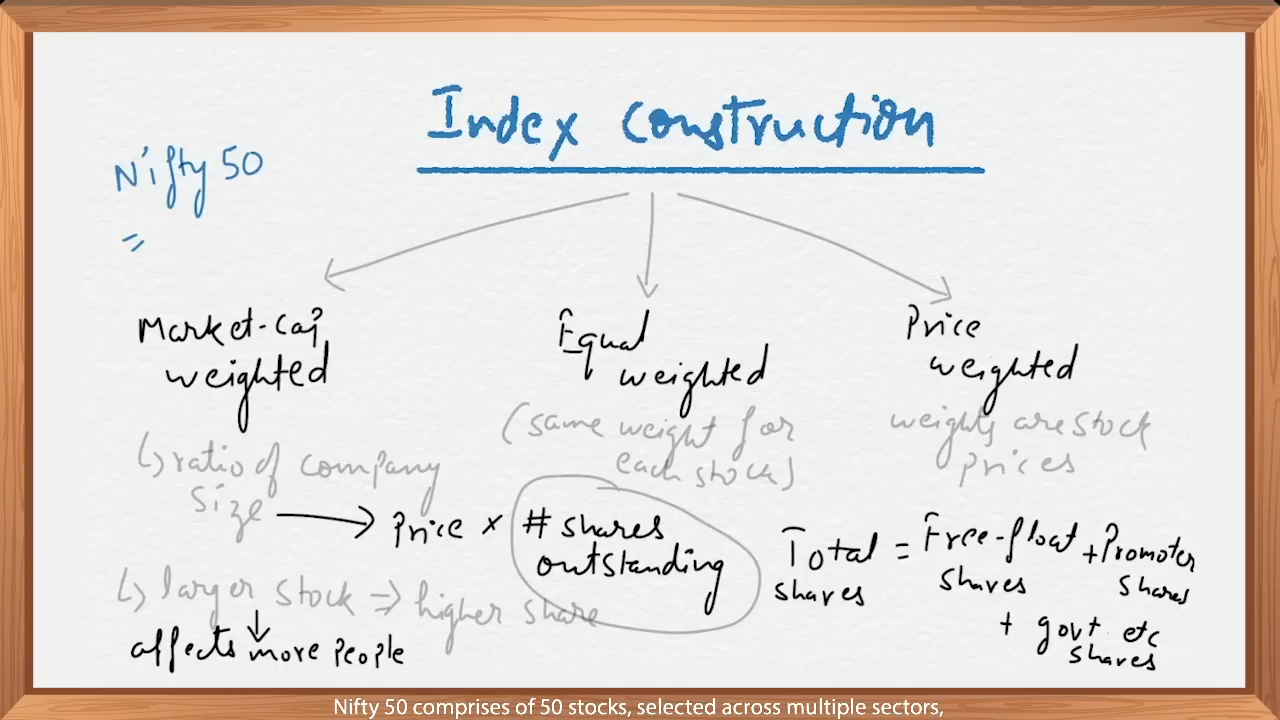 Index construction
Nifty 50
=
Market-Cap
weighted
Equal
weighted
Price
weighted
(same weight for
each stock)
weights are stock
prices
↳ ratio of company
size → Price × # shares
outstanding
Total = Free-float + Promoter
shares shares shares
+ govt etc
shares
↳ larger stock ⇒ higher share
↓
affects more people
Nifty 50 comprises of 50 stocks, selected across multiple sectors,